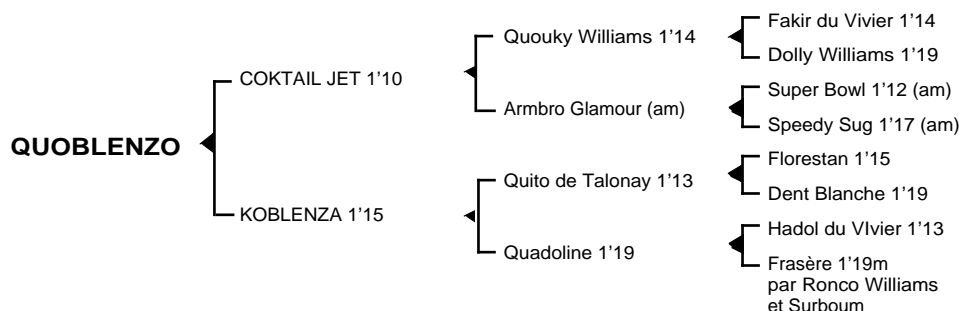 Fakir du Vivier 1’14
Quouky Williams 1’14
Dolly Williams 1’19
COKTAIL JET 1’10
Super Bowl 1’12 (am)
Armbro Glamour (am)
Speedy Sug 1’17 (am)
QUOBLENZO
Florestan 1’15
Quito de Talonay 1’13
Dent Blanche 1’19
KOBLENZA 1’15
Hadol du VIvier 1’13
Quadoline 1’19
Frasère 1’19m
par Ronco Williams
et Surboum